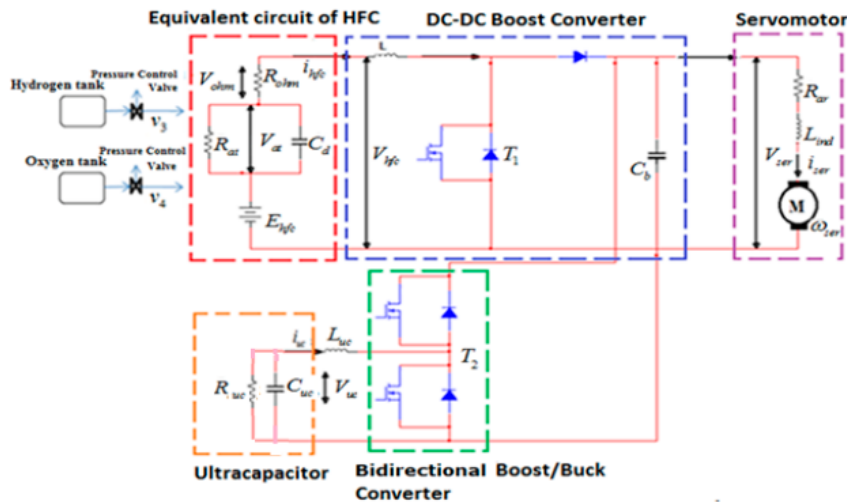 Equivalent circuit of HFC
DC-DC Boost Converter
Servomotor
Pressure Control
Valve
Hydrogen tank
v3
Pressure Control
Valve
Oxygen tank
v4
Vohm
Rohm
ihfc
Rat
Vat
Cd
Ehfc
L
Vhfc
T1
Cb
Rar
Lind
Vser
iser
M
ωser
iuc
Luc
Ruc
Cuc
Vuc
T2
Ultracapacitor
Bidirectional Boost/Buck
Converter